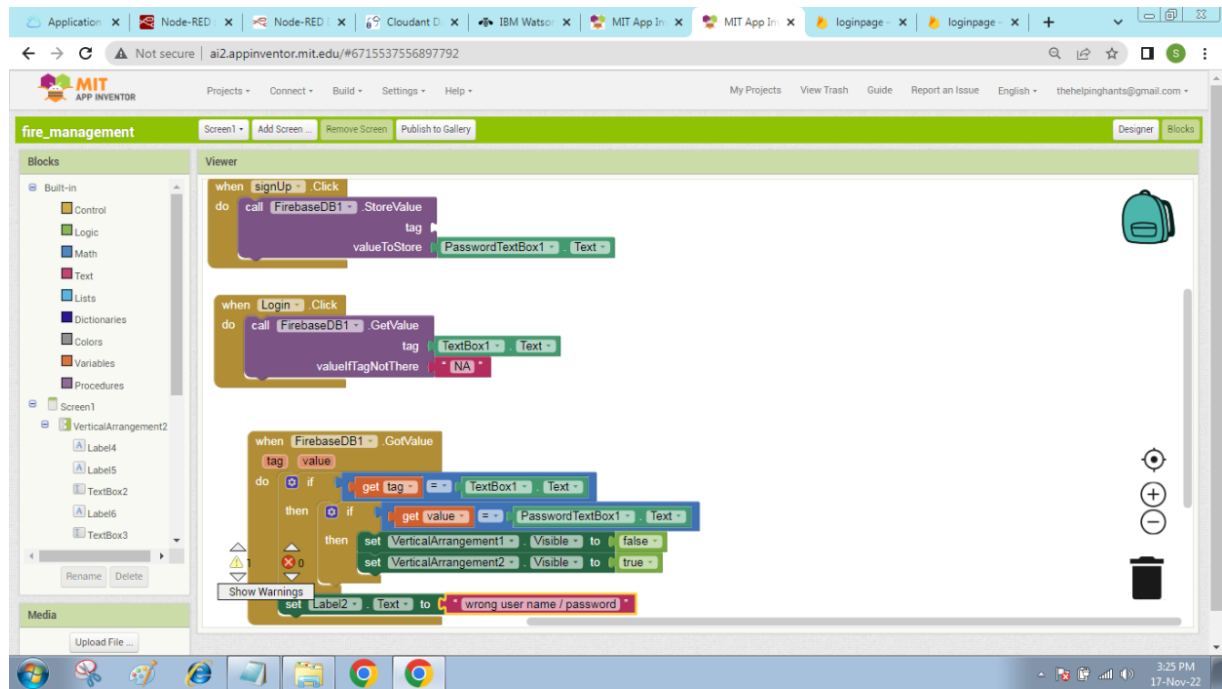 Application
Node-RED :
Node-RED :
Cloudant D
IBM Watson
MIT App In
MIT App In
loginpage -
loginpage -
Not secure | ai2.appinventor.mit.edu/#6715537556897792
S
MIT
APP INVENTOR
Projects Connect Build Settings Help
My Projects View Trash Guide Report an Issue English thehelpinghants@gmail.com
fire_management
Screen1 Add Screen ... Remove Screen Publish to Gallery
Designer Blocks
Blocks
Viewer
Built-in
Control
Logic
Math
Text
Lists
Dictionaries
Colors
Variables
Procedures
Screen1
VerticalArrangement2
Label4
Label5
TextBox2
Label6
TextBox3
Rename Delete
Media
Upload File ...
when signUp .Click
do call FirebaseDB1 .StoreValue
tag
valueToStore PasswordTextBox1 . Text
when Login .Click
do call FirebaseDB1 .GetValue
tag TextBox1 . Text
valueIfTagNotThere " NA "
when FirebaseDB1 .GotValue
tag value
do if get tag = TextBox1 . Text
then if get value = PasswordTextBox1 . Text
then set VerticalArrangement1 . Visible to false
set VerticalArrangement2 . Visible to true
set Label2 . Text to " wrong user name / password "
1 0
Show Warnings
3:25 PM
17-Nov-22